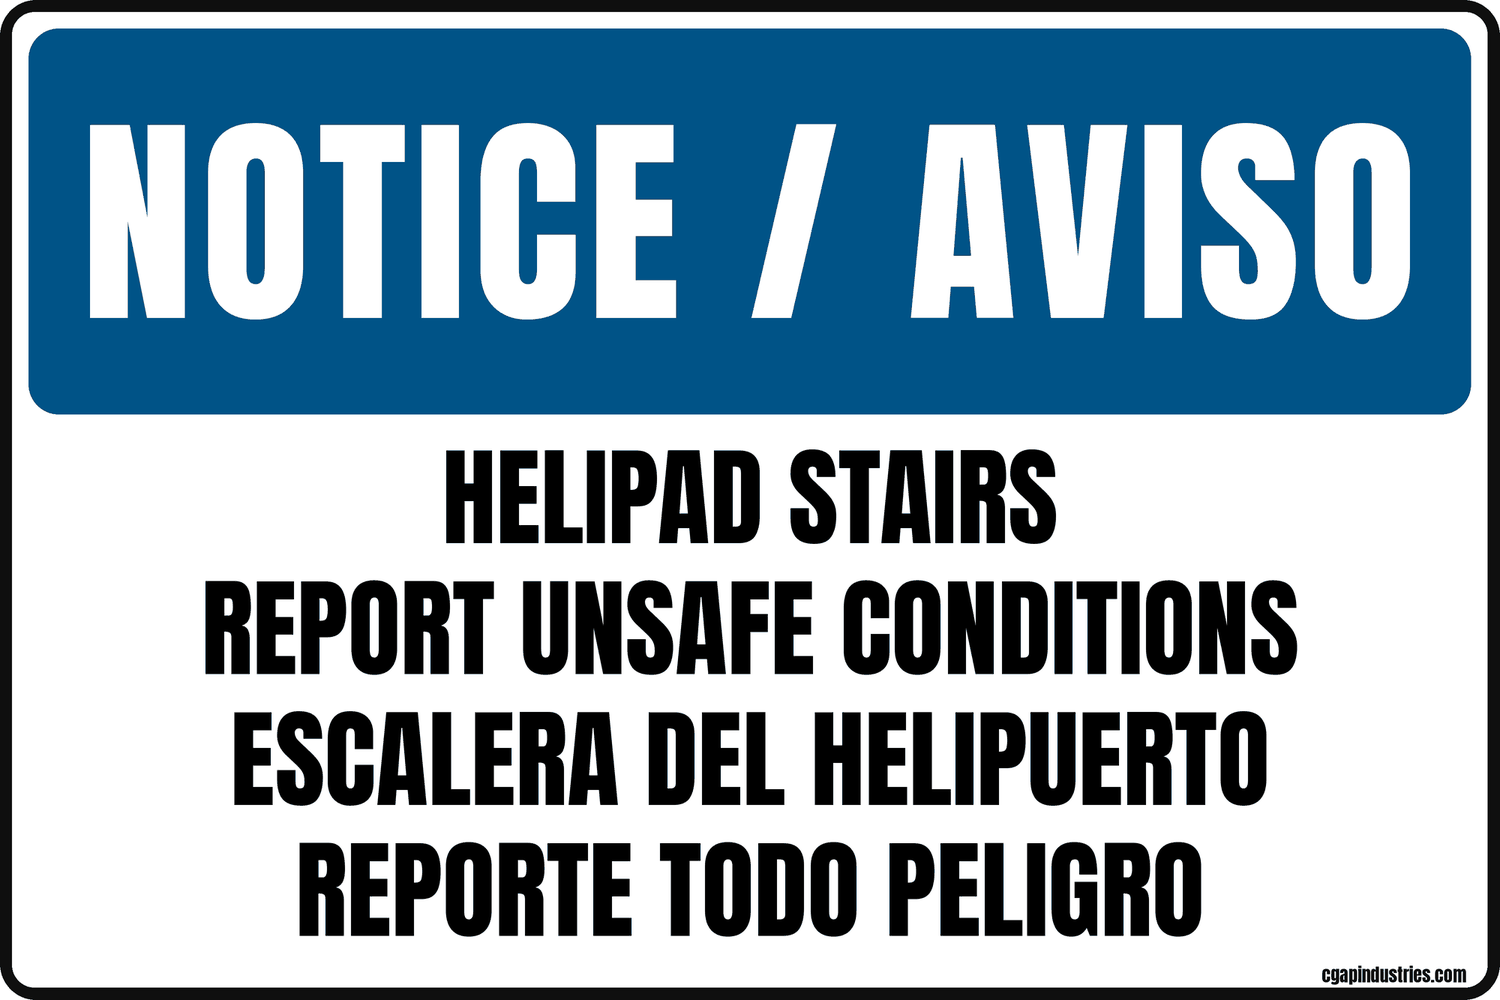 NOTICE / AVISO
HELIPAD STAIRS
REPORT UNSAFE CONDITIONS
ESCALERA DEL HELIPUERTO
REPORTE TODO PELIGRO
cgapindustries.com